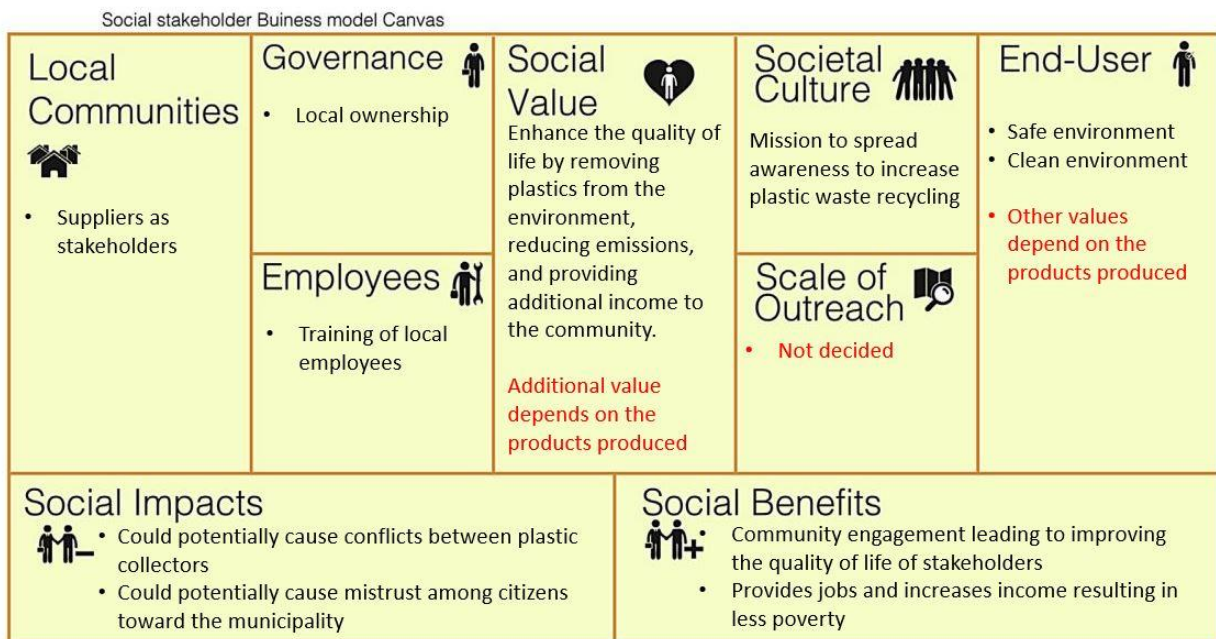 Social stakeholder Buiness model Canvas
Local
Communities
• Suppliers as
stakeholders
Governance
• Local ownership
Employees
• Training of local
employees
Social
Value
Enhance the quality of
life by removing
plastics from the
environment,
reducing emissions,
and providing
additional income to
the community.
Additional value
depends on the
products produced
Societal
Culture
Mission to spread
awareness to increase
plastic waste recycling
Scale of
Outreach
• Not decided
End-User
• Safe environment
• Clean environment
• Other values
depend on the
products produced
Social Impacts
• Could potentially cause conflicts between plastic
collectors
• Could potentially cause mistrust among citizens
toward the municipality
Social Benefits
• Community engagement leading to improving
the quality of life of stakeholders
• Provides jobs and increases income resulting in
less poverty